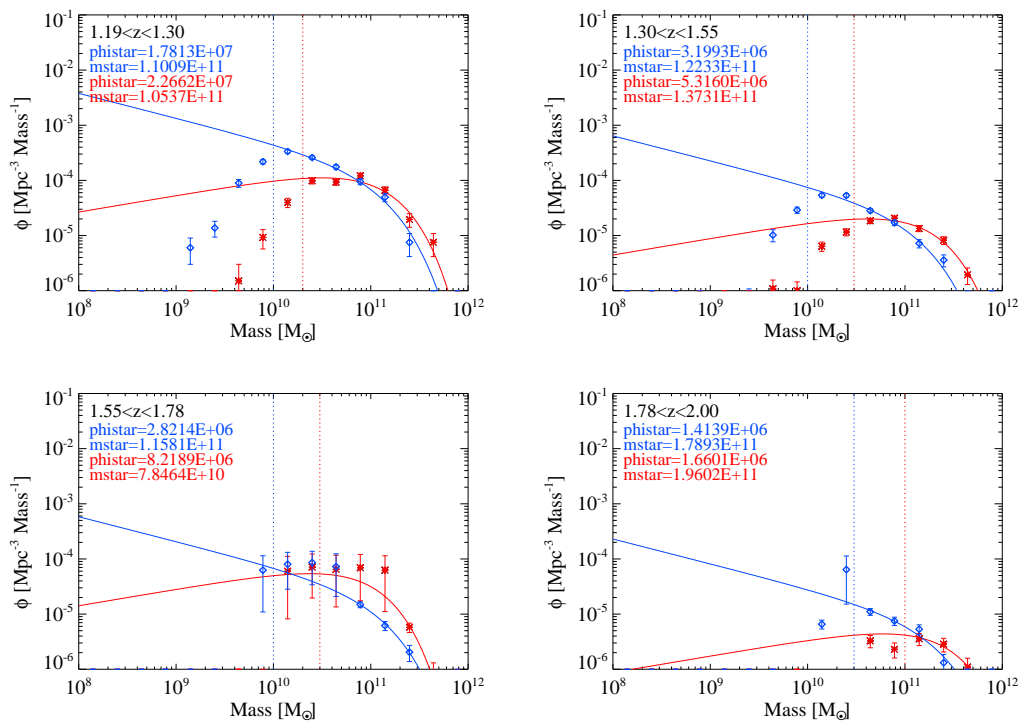 1.19<z<1.30
phistar=1.7813E+07
mstar=1.1009E+11
phistar=2.2662E+07
mstar=1.0537E+11
10^-1
10^-2
10^-3
10^-4
10^-5
10^-6
ϕ [Mpc^-3 Mass^-1]
10^8 10^9 10^10 10^11 10^12
Mass [M_⊙]
1.30<z<1.55
phistar=3.1993E+06
mstar=1.2233E+11
phistar=5.3160E+06
mstar=1.3731E+11
10^-1
10^-2
10^-3
10^-4
10^-5
10^-6
ϕ [Mpc^-3 Mass^-1]
10^8 10^9 10^10 10^11 10^12
Mass [M_⊙]
1.55<z<1.78
phistar=2.8214E+06
mstar=1.1581E+11
phistar=8.2189E+06
mstar=7.8464E+10
10^-1
10^-2
10^-3
10^-4
10^-5
10^-6
ϕ [Mpc^-3 Mass^-1]
10^8 10^9 10^10 10^11 10^12
Mass [M_⊙]
1.78<z<2.00
phistar=1.4139E+06
mstar=1.7893E+11
phistar=1.6601E+06
mstar=1.9602E+11
10^-1
10^-2
10^-3
10^-4
10^-5
10^-6
ϕ [Mpc^-3 Mass^-1]
10^8 10^9 10^10 10^11 10^12
Mass [M_⊙]